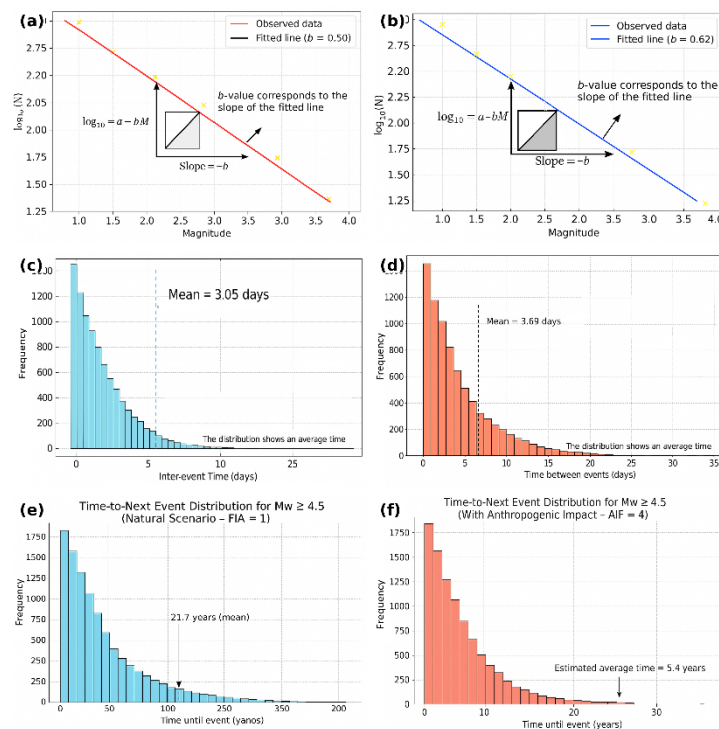 (a)
Observed data
Fitted line (b = 0.50)
b-value corresponds to the
slope of the fitted line
log₁₀ = a – bM
Slope = –b
3.00
2.75
2.20
2.05
2.00
1.75
1.25
1.0
1.5
2.1
2.5
3.0
3.5
4.0
Magnitude
(b)
Observed data
Fitted line (b = 0.62)
b-value corresponds to the
slope of the fitted line
log₁₀ = a – bM
Slope = –b
log₁₀(N)
2.75
2.50
2.25
2.00
1.75
1.50
1.25
1.0
1.5
2.0
2.5
3.0
3.5
4.0
Magnitude
(c)
Mean = 3.05 days
The distribution shows an average time
Frequency
1400
1200
1000
800
600
400
200
0
0
5
15
25
Inter-event Time (days)
(d)
Mean = 3.69 days
The distribution shows an average time
Frequency
1400
1200
1000
800
600
400
200
0
0
5
10
15
20
25
30
35
Time between events (days)
(e)
Time-to-Next Event Distribution for Mw ≥ 4.5
(Natural Scenario – FIA = 1)
21.7 years (mean)
Frequency
1750
1500
1250
1000
750
500
250
0
0
50
100
250
350
200
Time until event (yanos)
(f)
Time-to-Next Event Distribution for Mw ≥ 4.5
(With Anthropogenic Impact – AIF = 4)
Estimated average time = 5.4 years
Frequency
1750
1500
1250
1000
750
500
250
0
0
10
20
30
Time until event (years)